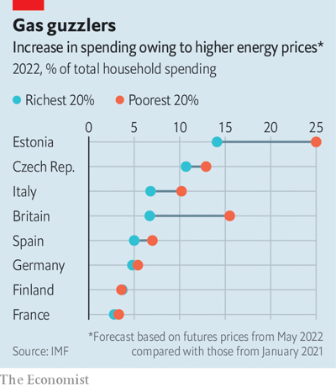 Gas guzzlers
Increase in spending owing to higher energy prices*
2022, % of total household spending
Richest 20% Poorest 20%
0 5 10 15 20 25
Estonia
Czech Rep.
Italy
Britain
Spain
Germany
Finland
France
*Forecast based on futures prices from May 2022
Source: IMF compared with those from January 2021
The Economist